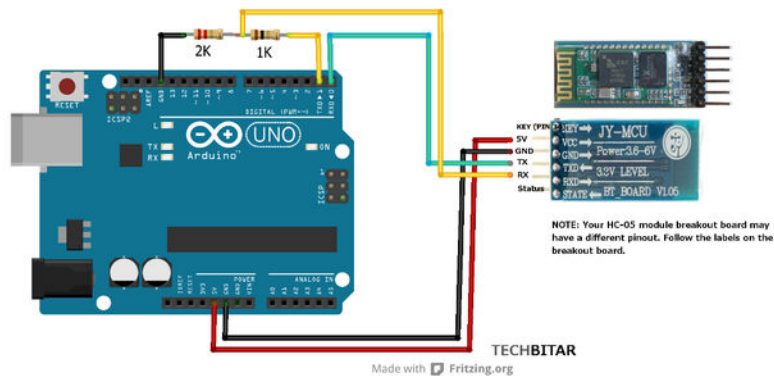 2K
1K
RESET
ICSP2
AREF
GND
13
12
~11
~10
~9
8
7
~6
~5
4
~3
2
TXD 1
RXD 0
DIGITAL (PWM~)
L
TX
RX
UNO
Arduino
ON
ICSP
1
POWER
ANALOG IN
IOREF
RESET
3V3
5V
GND
GND
VIN
A0
A1
A2
A3
A4
A5
KEY (PIN
5V
GND
TX
RX
Status
KEY
VCC
GND
TXD
RXD
STATE
JY-MCU
Power:3.6-6V
3.3V LEVEL
BT_BOARD V1.05
NOTE: Your HC-05 module breakout board may
have a different pinout. Follow the labels on the
breakout board.
TECHBITAR
Made with Fritzing.org